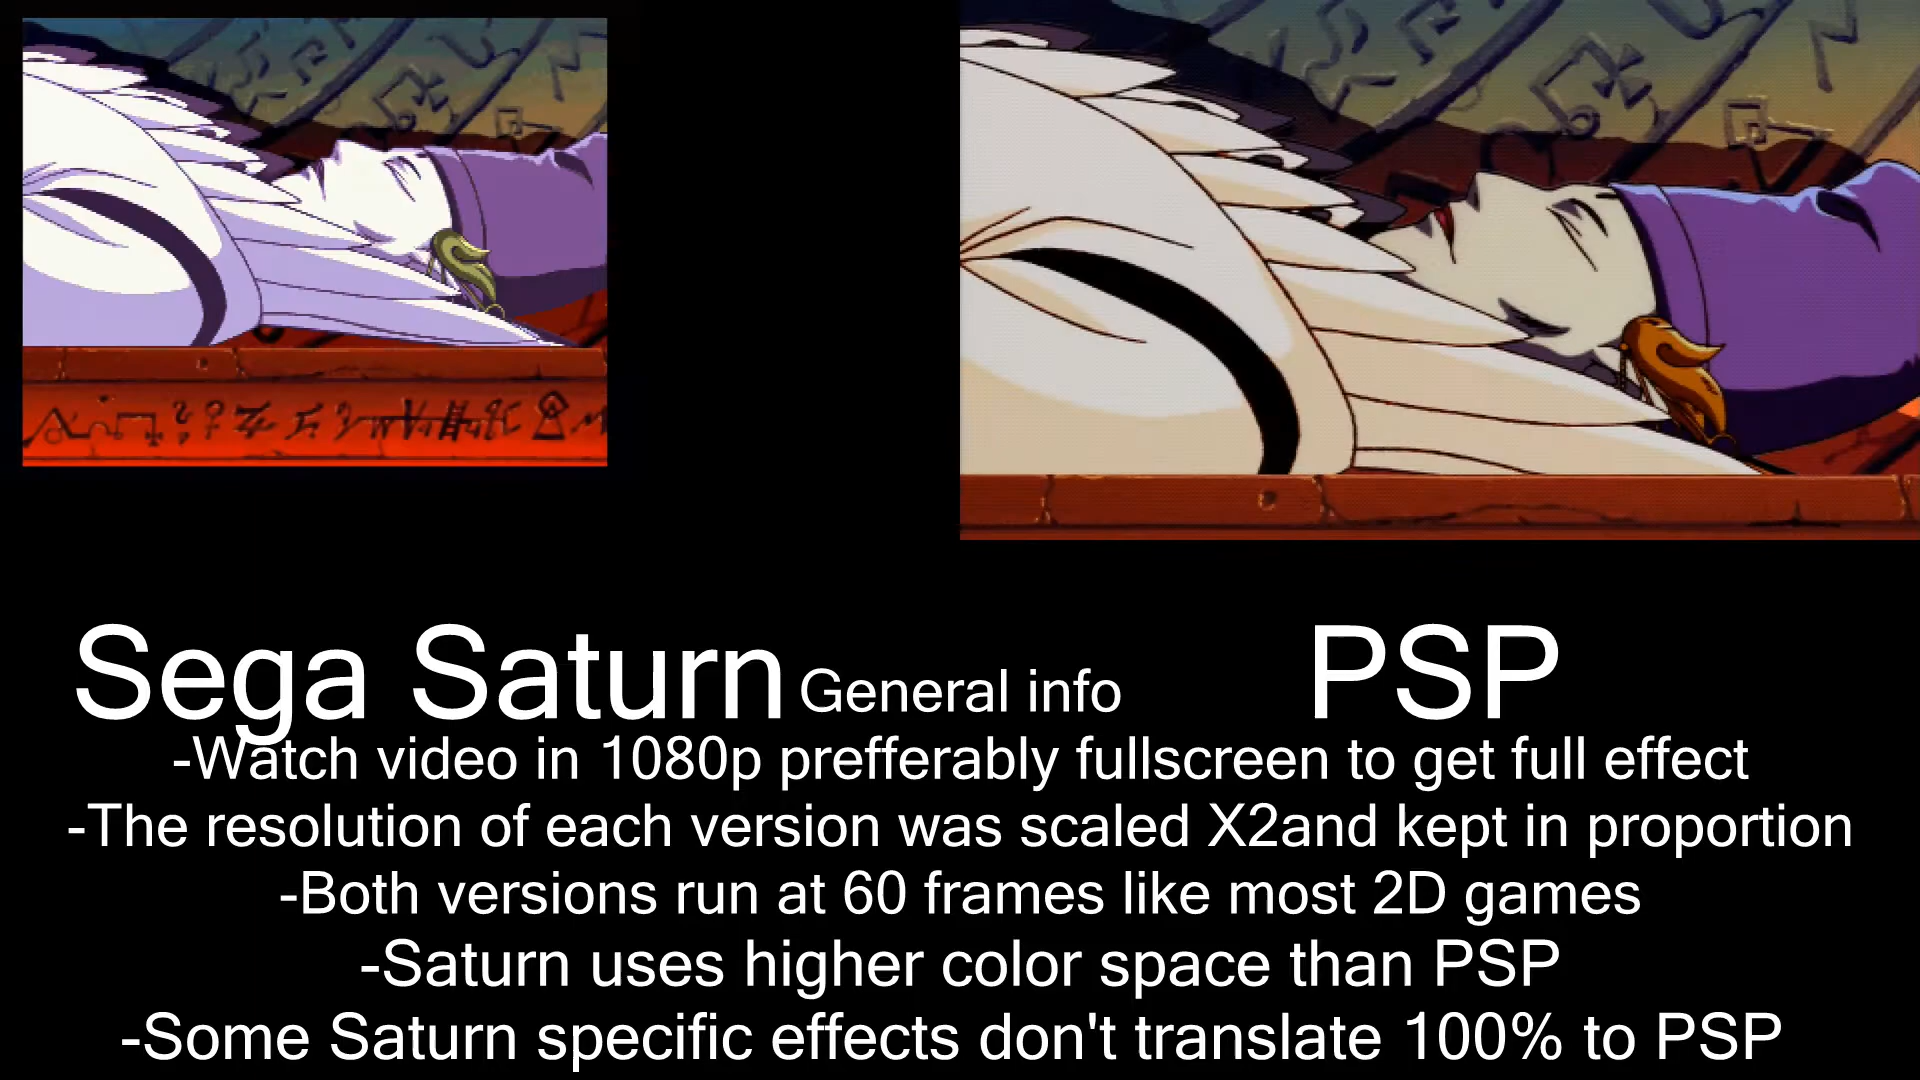 Sega Saturn General info PSP
-Watch video in 1080p prefferably fullscreen to get full effect
-The resolution of each version was scaled X2and kept in proportion
-Both versions run at 60 frames like most 2D games
-Saturn uses higher color space than PSP
-Some Saturn specific effects don't translate 100% to PSP